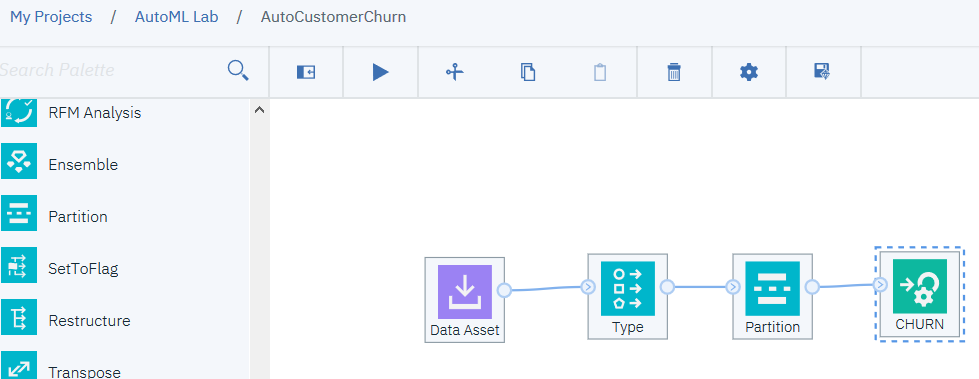 My Projects / AutoML Lab / AutoCustomerChurn
Search Palette
RFM Analysis
Ensemble
Partition
SetToFlag
Restructure
Transpose
Data Asset
Type
Partition
CHURN